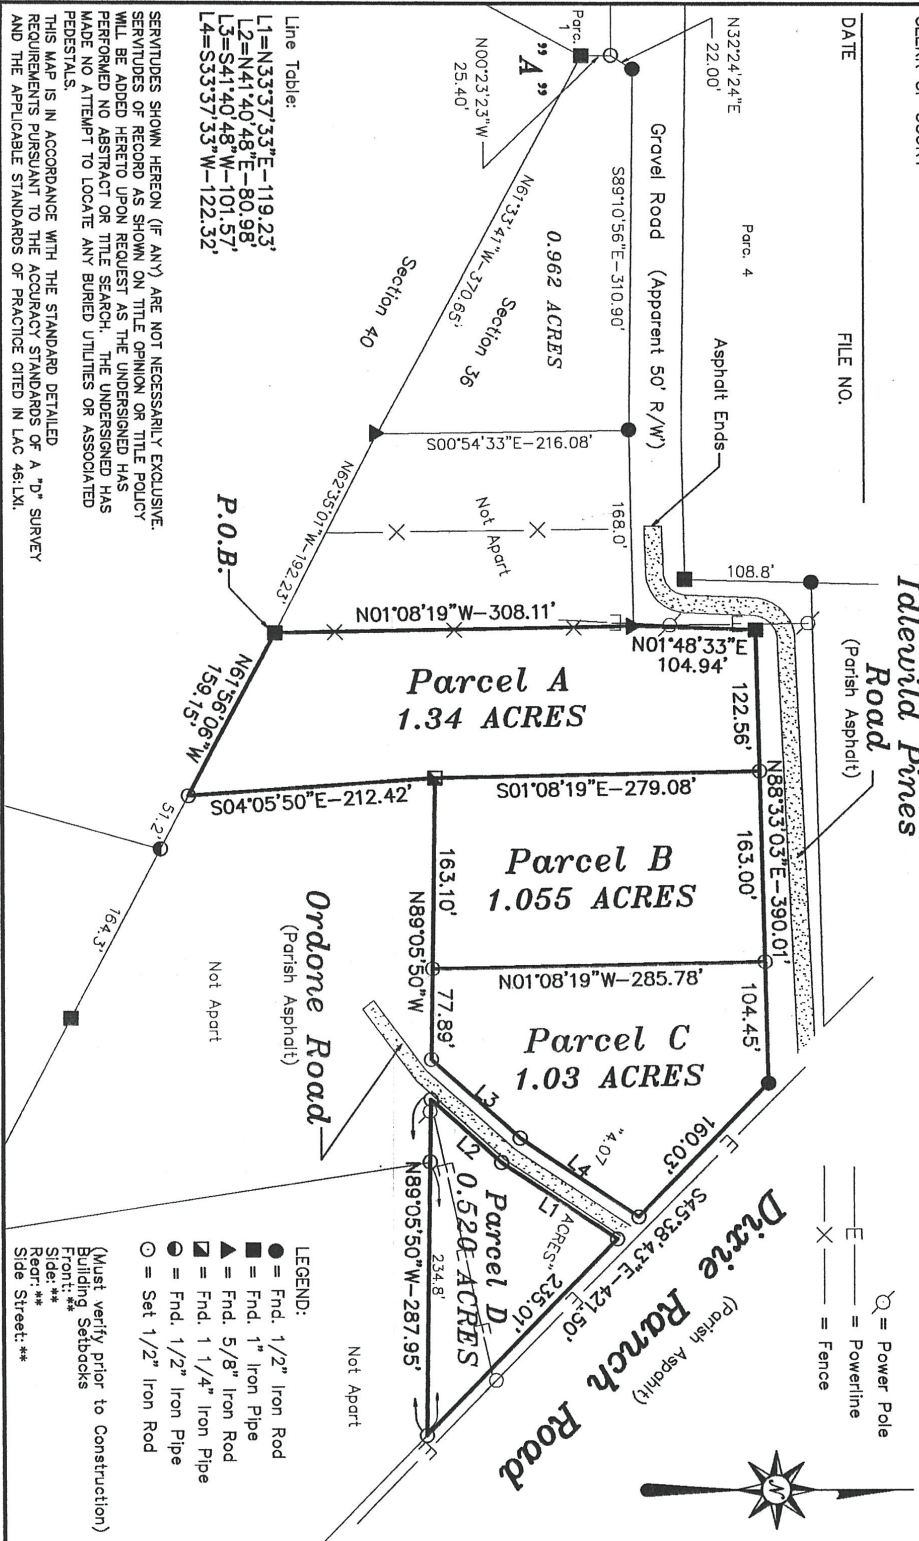 DATE
FILE NO.
Idlewild Pines
Road
(Parish Asphalt)
= Power Pole
—E— = Powerline
—X— = Fence
N
N32°24'24"E
22.00'
Parc. 4
Asphalt Ends
108.8'
Gravel Road (Apparent 50' R/W)
S89°10'56"E-310.90'
168.0'
Parc.
1
"A"
N00°23'23"W
25.40'
0.962 ACRES
N61°33'41"W-370.65'
Section 36
Section 40
S00°54'33"E-216.08'
Not
Apart
N62°35'01"W-192.23'
P.O.B.
N01°08'19"W-308.11'
N01°48'33"E
104.94'
122.56'
N88°33'03"E-390.01'
163.00'
104.45'
Parcel A
1.34 ACRES
N61°56'06"W
159.15'
S04°05'50"E-212.42'
S01°08'19"E-279.08'
Parcel B
1.055 ACRES
163.10'
N89°05'50"W
77.89'
N01°08'19"W-285.78'
Parcel C
1.03 ACRES
"4.07
ACRES"
160.03'
S45°38'43"E-421.50'
235.01'
Dixie Ranch Road
(Parish Asphalt)
L3
L4
L2
L1
Parcel D
0.520 ACRES
234.8'
N89°05'50"W-287.95'
Ordone Road
(Parish Asphalt)
51.2'
164.3'
Not Apart
Not Apart
Line Table:
L1=N33°37'33"E-119.23'
L2=N41°40'48"E-80.98'
L3=S41°40'48"W-101.57'
L4=S33°37'33"W-122.32'
SERVITUDES SHOWN HEREON (IF ANY) ARE NOT NECESSARILY EXCLUSIVE.
SERVITUDES OF RECORD AS SHOWN ON TITLE OPINION OR TITLE POLICY
WILL BE ADDED HERETO UPON REQUEST AS THE UNDERSIGNED HAS
PERFORMED NO ABSTRACT OR TITLE SEARCH. THE UNDERSIGNED HAS
MADE NO ATTEMPT TO LOCATE ANY BURIED UTILITIES OR ASSOCIATED
PEDESTALS.
THIS MAP IS IN ACCORDANCE WITH THE STANDARD DETAILED
REQUIREMENTS PURSUANT TO THE ACCURACY STANDARDS OF A "D" SURVEY
AND THE APPLICABLE STANDARDS OF PRACTICE CITED IN LAC 46:LXI.
LEGEND:
= Fnd. 1/2" Iron Rod
= Fnd. 1" Iron Pipe
= Fnd. 5/8" Iron Rod
= Fnd. 1 1/4" Iron Pipe
= Fnd. 1/2" Iron Pipe
= Set 1/2" Iron Rod
(Must verify prior to Construction)
Building Setbacks
Front: **
Side: **
Rear: **
Side Street: **